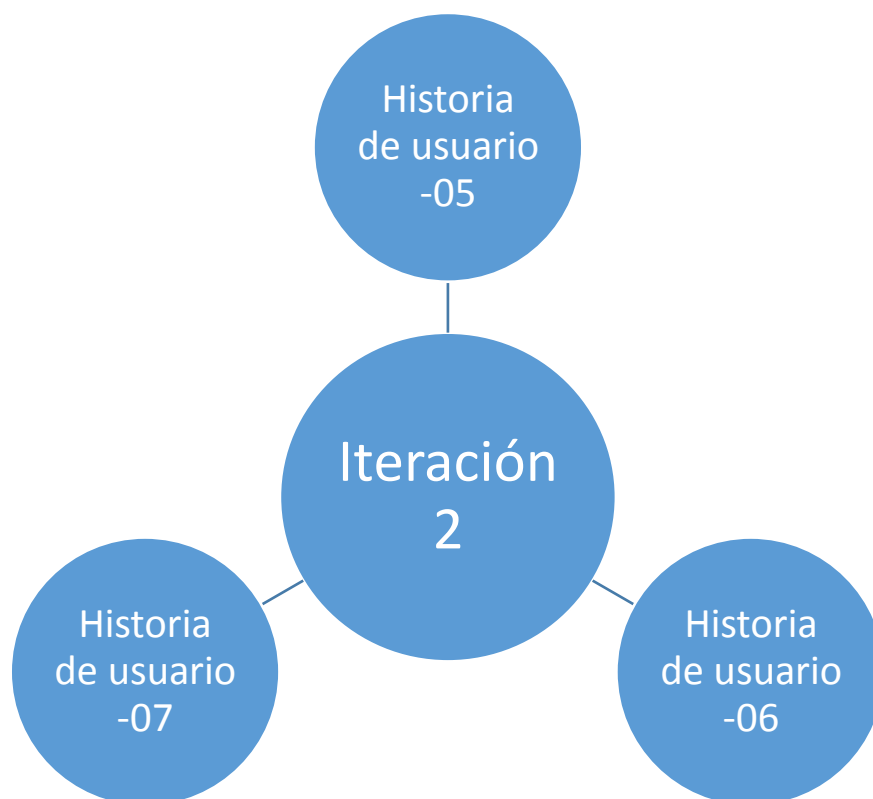 Historia
de usuario
-05
Iteración
2
Historia
de usuario
-07
Historia
de usuario
-06